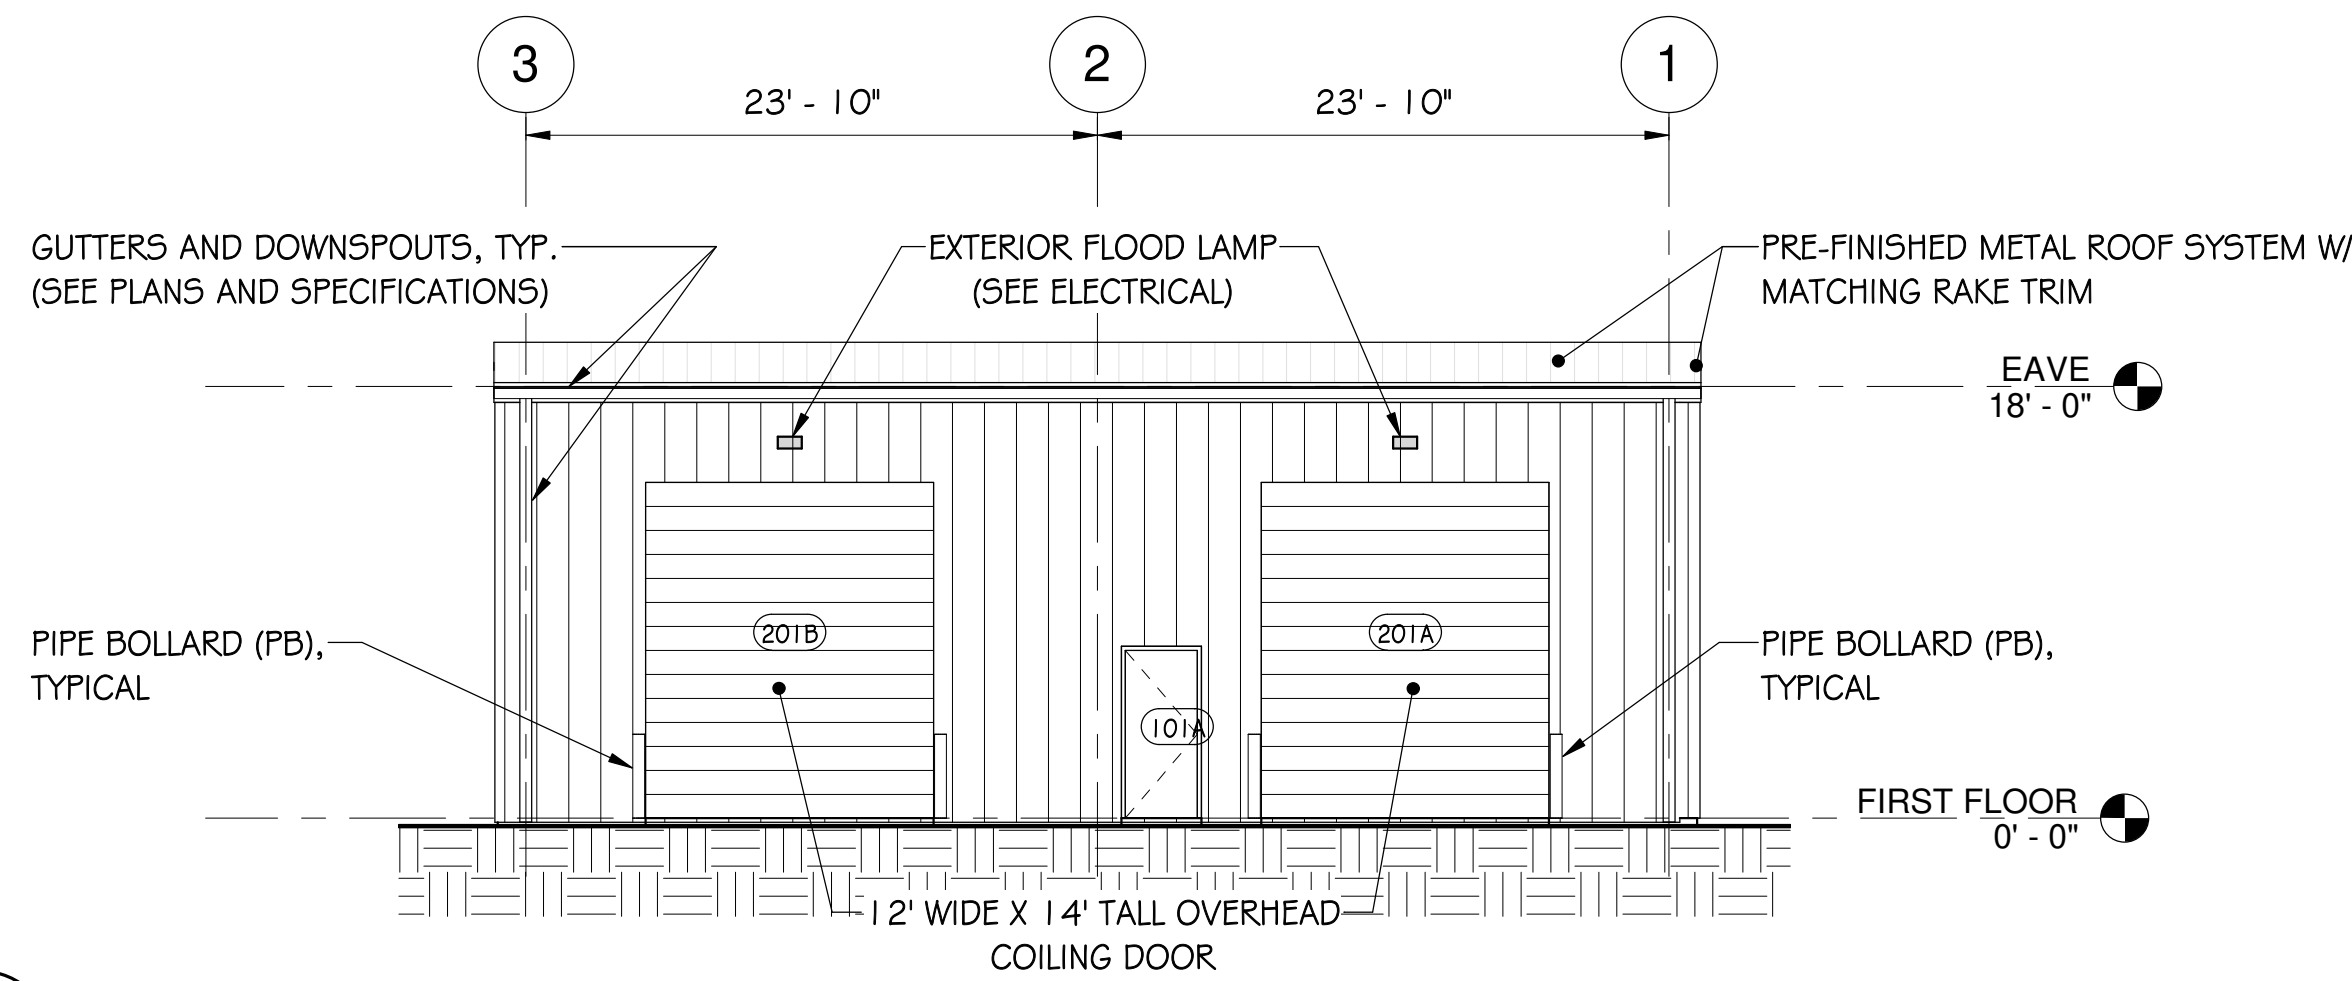 3
2
1
23' - 10"
23' - 10"
GUTTERS AND DOWNSPOUTS, TYP.
(SEE PLANS AND SPECIFICATIONS)
EXTERIOR FLOOD LAMP
(SEE ELECTRICAL)
PRE-FINISHED METAL ROOF SYSTEM W/
MATCHING RAKE TRIM
EAVE
18' - 0"
201B
201A
PIPE BOLLARD (PB),
TYPICAL
101A
PIPE BOLLARD (PB),
TYPICAL
FIRST FLOOR
0' - 0"
12' WIDE X 14' TALL OVERHEAD
COILING DOOR